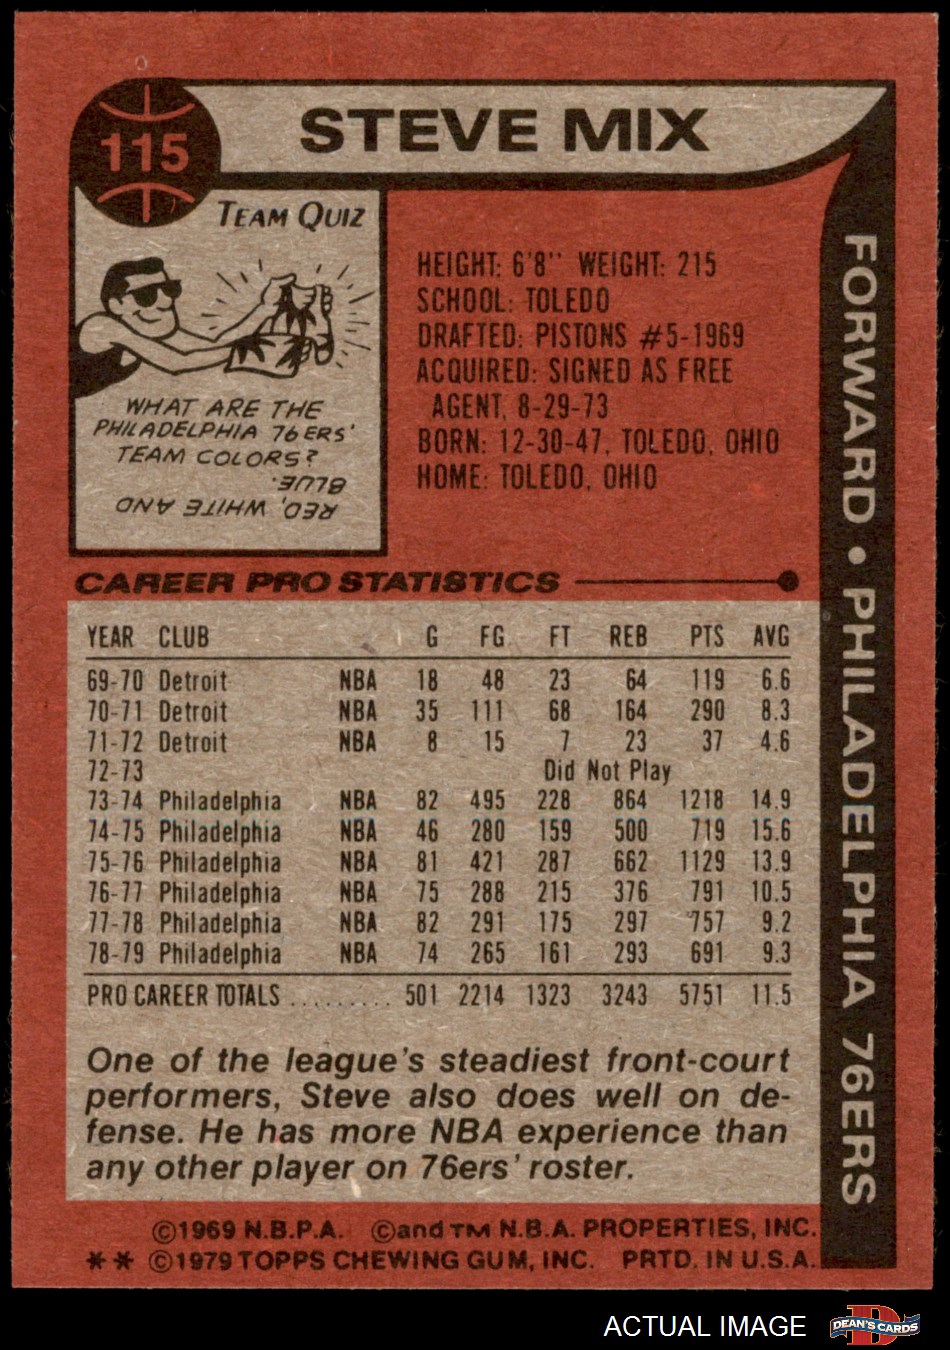 115
STEVE MIX
TEAM QUIZ
WHAT ARE THE
PHILADELPHIA 76ERS'
TEAM COLORS?
RED, WHITE AND
BLUE.
HEIGHT: 6'8'' WEIGHT: 215
SCHOOL: TOLEDO
DRAFTED: PISTONS #5-1969
ACQUIRED: SIGNED AS FREE
AGENT, 8-29-73
BORN: 12-30-47, TOLEDO, OHIO
HOME: TOLEDO, OHIO
FORWARD • PHILADELPHIA 76ERS
CAREER PRO STATISTICS
YEAR CLUB G FG FT REB PTS AVG
69-70 Detroit NBA 18 48 23 64 119 6.6
70-71 Detroit NBA 35 111 68 164 290 8.3
71-72 Detroit NBA 8 15 7 23 37 4.6
72-73 Did Not Play
73-74 Philadelphia NBA 82 495 228 864 1218 14.9
74-75 Philadelphia NBA 46 280 159 500 719 15.6
75-76 Philadelphia NBA 81 421 287 662 1129 13.9
76-77 Philadelphia NBA 75 288 215 376 791 10.5
77-78 Philadelphia NBA 82 291 175 297 757 9.2
78-79 Philadelphia NBA 74 265 161 293 691 9.3
PRO CAREER TOTALS ......... 501 2214 1323 3243 5751 11.5
One of the league's steadiest front-court
performers, Steve also does well on de-
fense. He has more NBA experience than
any other player on 76ers' roster.
©1969 N.B.P.A. ©and TM N.B.A. PROPERTIES, INC.
** ©1979 TOPPS CHEWING GUM, INC. PRTD. IN U.S.A.
ACTUAL IMAGE
DEAN'S CARDS